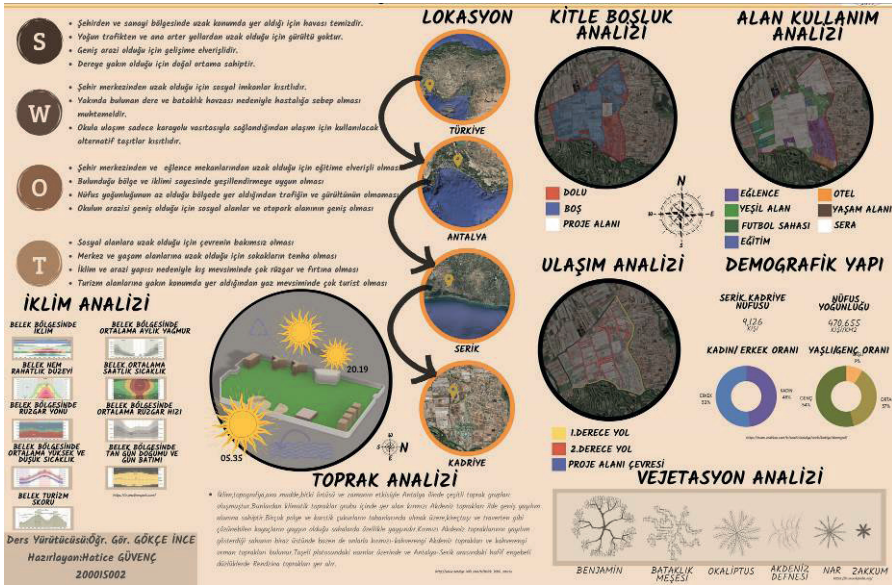 S
Şehirden ve sanayi bölgesinde uzak konumda yer aldığı için havası temizdir.
Yoğun trafikten ve ana arter yollardan uzak olduğu için gürültü yoktur.
Geniş arazi olduğu için gelişime elverişlidir.
Dereye yakın olduğu için doğal ortama sahiptir.
W
Şehir merkezinden uzak olduğu için sosyal imkanlar kısıtlıdır.
Yakında bulunan dere ve bataklık havzası nedeniyle hastalığa sebep olması
muhtemeldir.
Okula ulaşım sadece karayolu vasıtasıyla sağlandığından ulaşım için kullanılacak
alternatif taşıtlar kısıtlıdır.
O
Şehir merkezinden ve eğlence mekanlarından uzak olduğu için eğitime elverişli olması
Bulunduğu bölge ve iklimi sayesinde yeşillendirmeye uygun olması
Nüfus yoğunluğunun az olduğu bölgede yer aldığından trafiğin ve gürültünün olmaması
Okulun arazisi geniş olduğu için sosyal alanlar ve otopark alanının geniş olması
T
Sosyal alanlara uzak olduğu için çevrenin bakımsız olması
Merkez ve yaşam alanlarına uzak olduğu için sokakların tenha olması
İklim ve arazi yapısı nedeniyle kış mevsiminde çok rüzgar ve fırtına olması
Turizm alanlarına yakın konumda yer aldığından yaz mevsiminde çok turist olması
LOKASYON
TÜRKİYE
ANTALYA
SERİK
KADRİYE
KİTLE BOŞLUK
ANALİZİ
N
DOLU
BOŞ
PROJE ALANI
ALAN KULLANIM
ANALİZİ
EĞLENCE
YEŞİL ALAN
FUTBOL SAHASI
EĞİTİM
OTEL
YAŞAM ALANI
SERA
ULAŞIM ANALİZİ
1.DERECE YOL
2.DERECE YOL
PROJE ALANI ÇEVRESİ
DEMOGRAFİK YAPI
SERİK, KADRİYE
NÜFUSU
9,126
KİŞİ
NÜFUS
YOĞUNLUĞU
470.655
KİŞİ/KM2
KADIN/ ERKEK ORANI
YAŞLI/GENÇ ORANI
İKLİM ANALİZİ
BELEK BÖLGESİNDE
İKLİM
BELEK BÖLGESİNDE
ORTALAMA AYLIK YAĞMUR
BELEK NEM
RAHATLIK DÜZEYİ
BELEK ORTALAMA
SAATLİK SICAKLIK
BELEK BÖLGESİNDE
RÜZGAR YÖNÜ
BELEK BÖLGESİNDE
ORTALAMA RÜZGAR HIZI
BELEK BÖLGESİNDE
ORTALAMA YÜKSEK VE
DÜŞÜK SICAKLIK
BELEK BÖLGESİNDE
TAN GÜN DOĞUMU VE
GÜN BATIMI
BELEK TURİZM
SKORU
20.19
05.35
N
TOPRAK ANALİZİ
VEJETASYON ANALİZİ
BENJAMİN
BATAKLIK
MEŞESİ
OKALİPTUS
AKDENİZ
DEFNESİ
NAR
ZAKKUM
Ders Yürütücüsü:Öğr. Gör. GÖKÇE İNCE
Hazırlayan:Hatice GÜVENÇ
20001S002